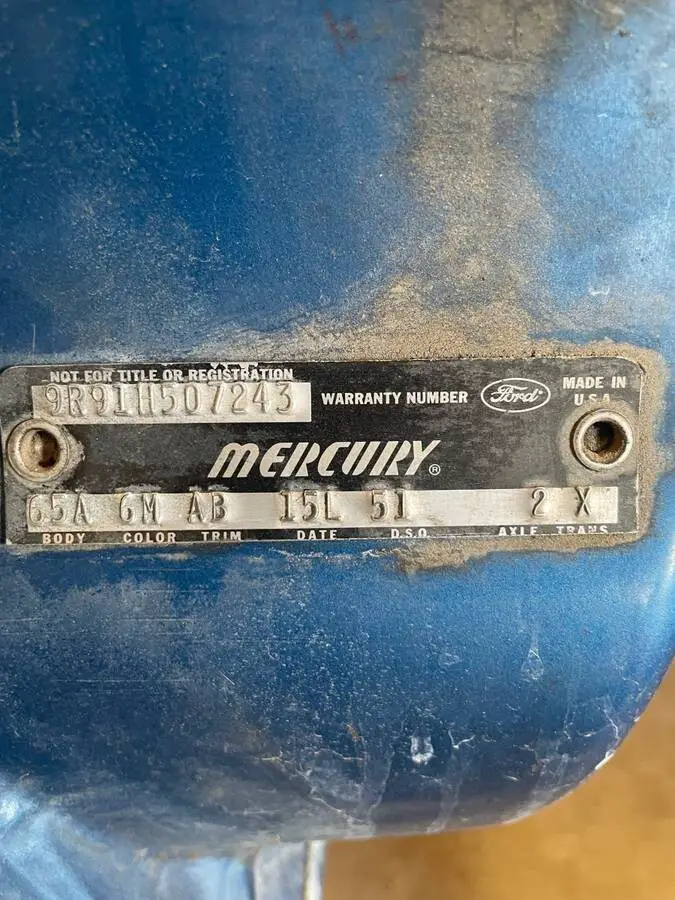 NOT FOR TITLE OR REGISTRATION
9R91H507243 WARRANTY NUMBER Ford® MADE IN U.S.A.
MERCURY®
65A 6M AB 15L 51 2 X
BODY COLOR TRIM DATE D.S.O. AXLE TRANS